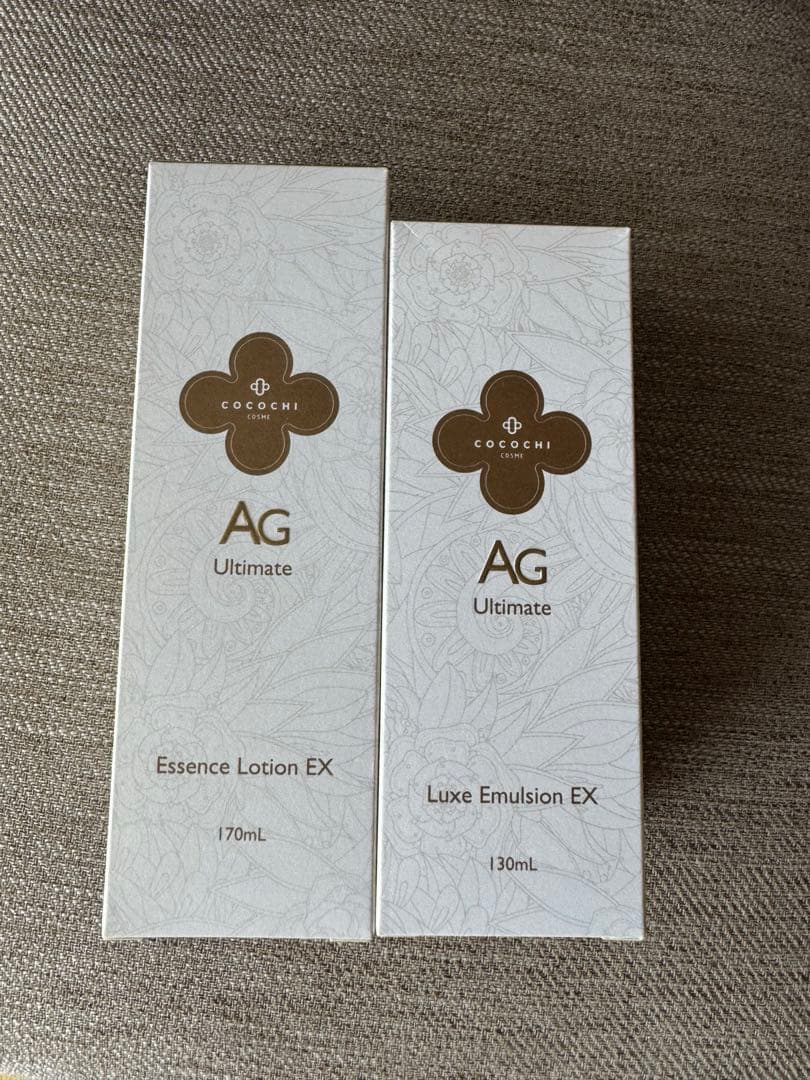 COCOCHI
COSME
AG
Ultimate
Essence Lotion EX
170mL
COCOCHI
COSME
AG
Ultimate
Luxe Emulsion EX
130mL